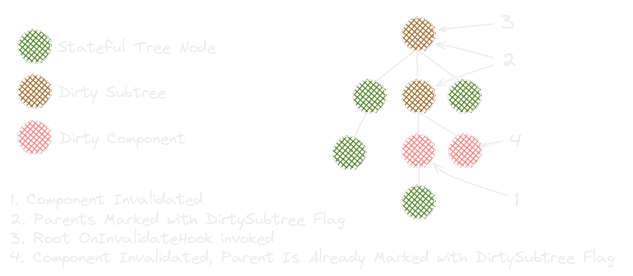 3
Stateful Tree Node
2
Dirty Subtree
Dirty Component
4
1
1. Component Invalidated
2. Parents Marked with DirtySubtree Flag
3. Root OnInvalidateHook invoked
4. Component Invalidated, Parent Is Already Marked with DirtySubtree Flag